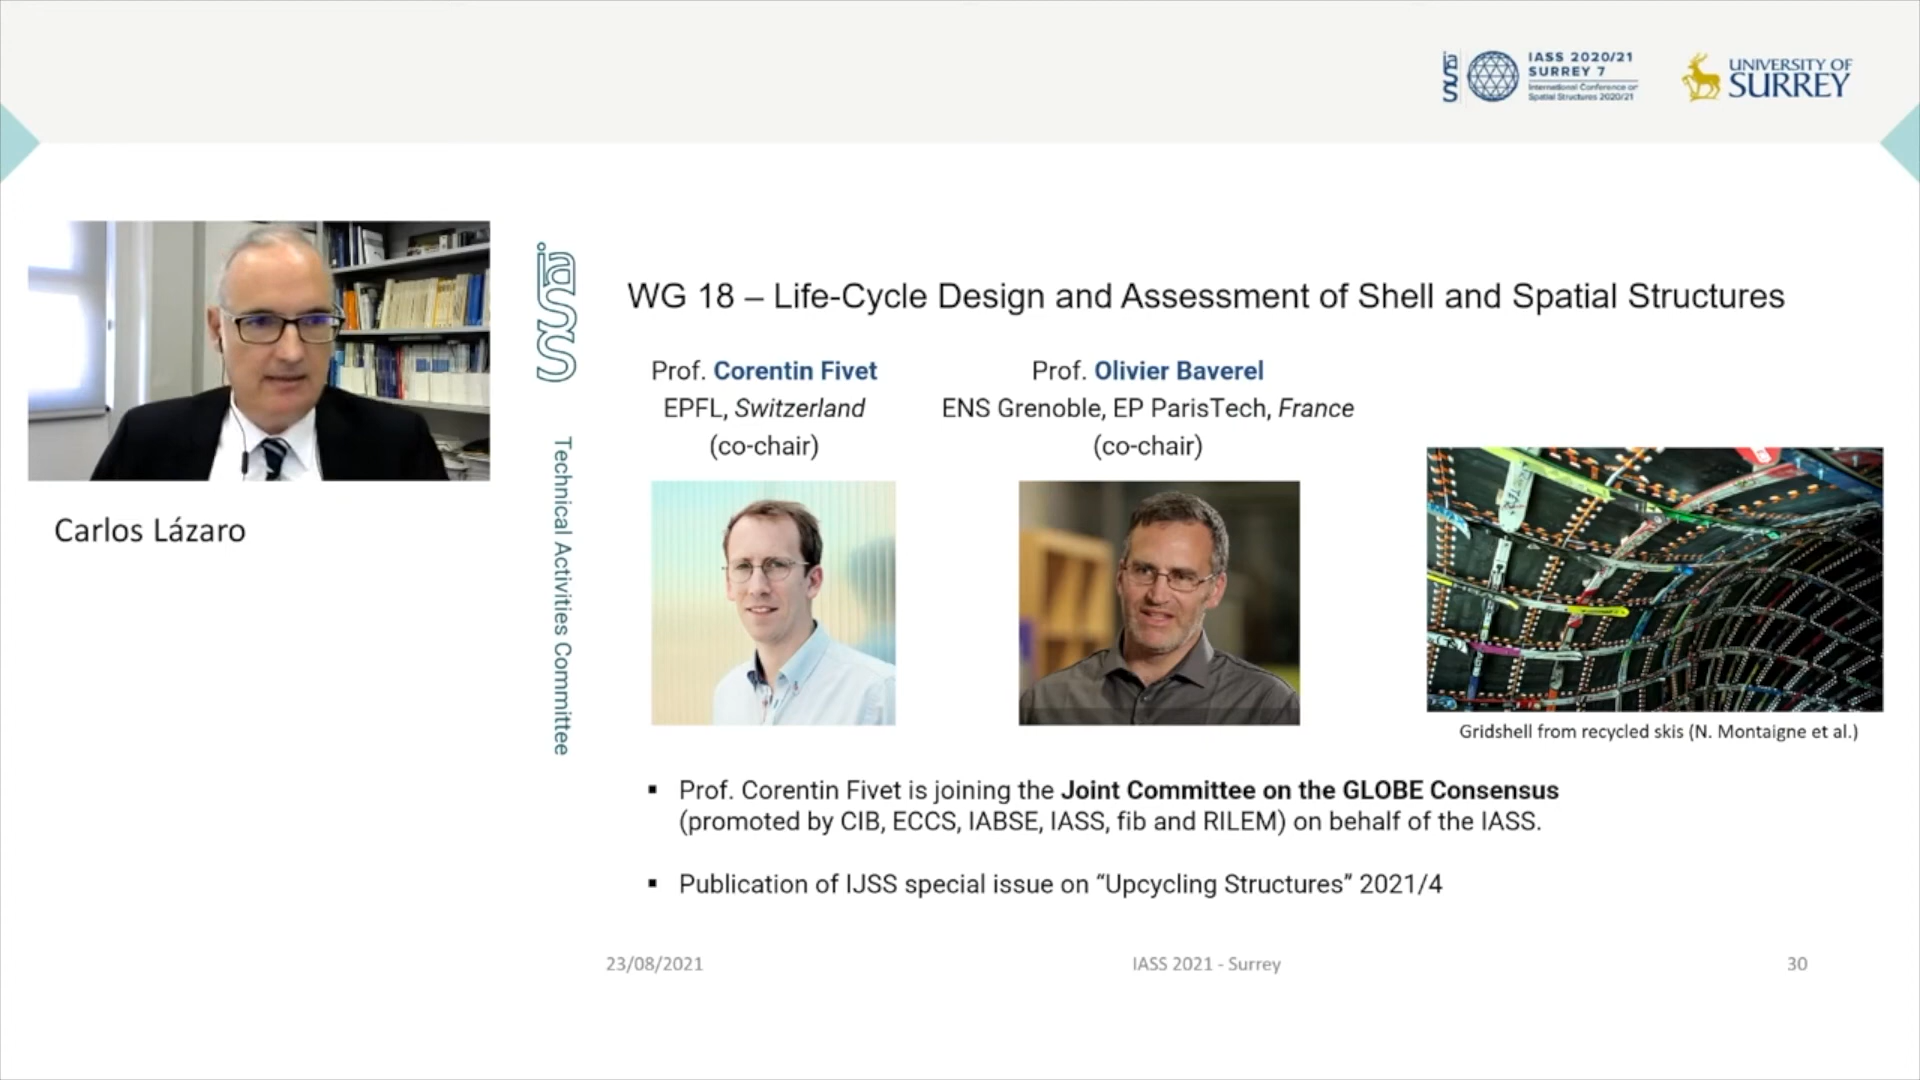 iass
IASS 2020/21
SURREY 7
International Conference on
Spatial Structures 2020/21
UNIVERSITY OF
SURREY
Carlos Lázaro
iass
Technical Activities Committee
WG 18 – Life-Cycle Design and Assessment of Shell and Spatial Structures
Prof. Corentin Fivet
EPFL, Switzerland
(co-chair)
Prof. Olivier Baverel
ENS Grenoble, EP ParisTech, France
(co-chair)
Gridshell from recycled skis (N. Montaigne et al.)
▪ Prof. Corentin Fivet is joining the Joint Committee on the GLOBE Consensus
(promoted by CIB, ECCS, IABSE, IASS, fib and RILEM) on behalf of the IASS.
▪ Publication of IJSS special issue on “Upcycling Structures” 2021/4
23/08/2021
IASS 2021 - Surrey
30